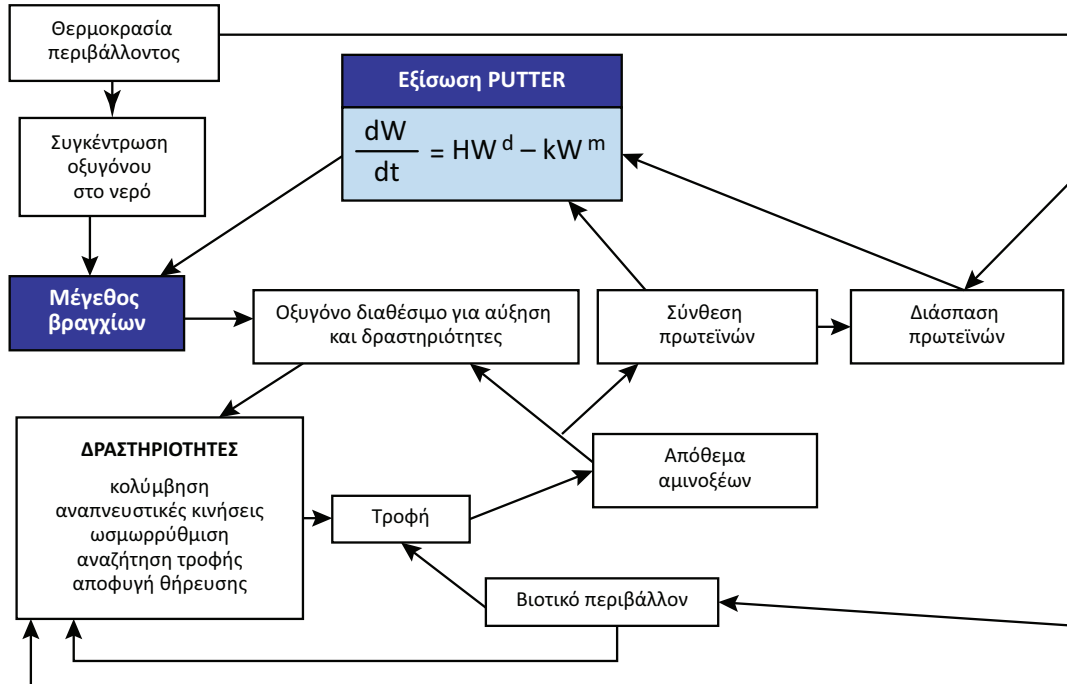 Θερμοκρασία
περιβάλλοντος
Εξίσωση PUTTER
dW
dt
= HW^d – kW^m
Συγκέντρωση
οξυγόνου
στο νερό
Μέγεθος
βραγχίων
Οξυγόνο διαθέσιμο για αύξηση
και δραστηριότητες
Σύνθεση
πρωτεϊνών
Διάσπαση
πρωτεϊνών
ΔΡΑΣΤΗΡΙΟΤΗΤΕΣ
κολύμβηση
αναπνευστικές κινήσεις
ωσμωρρύθμιση
αναζήτηση τροφής
αποφυγή θήρευσης
Απόθεμα
αμινοξέων
Τροφή
Βιοτικό περιβάλλον